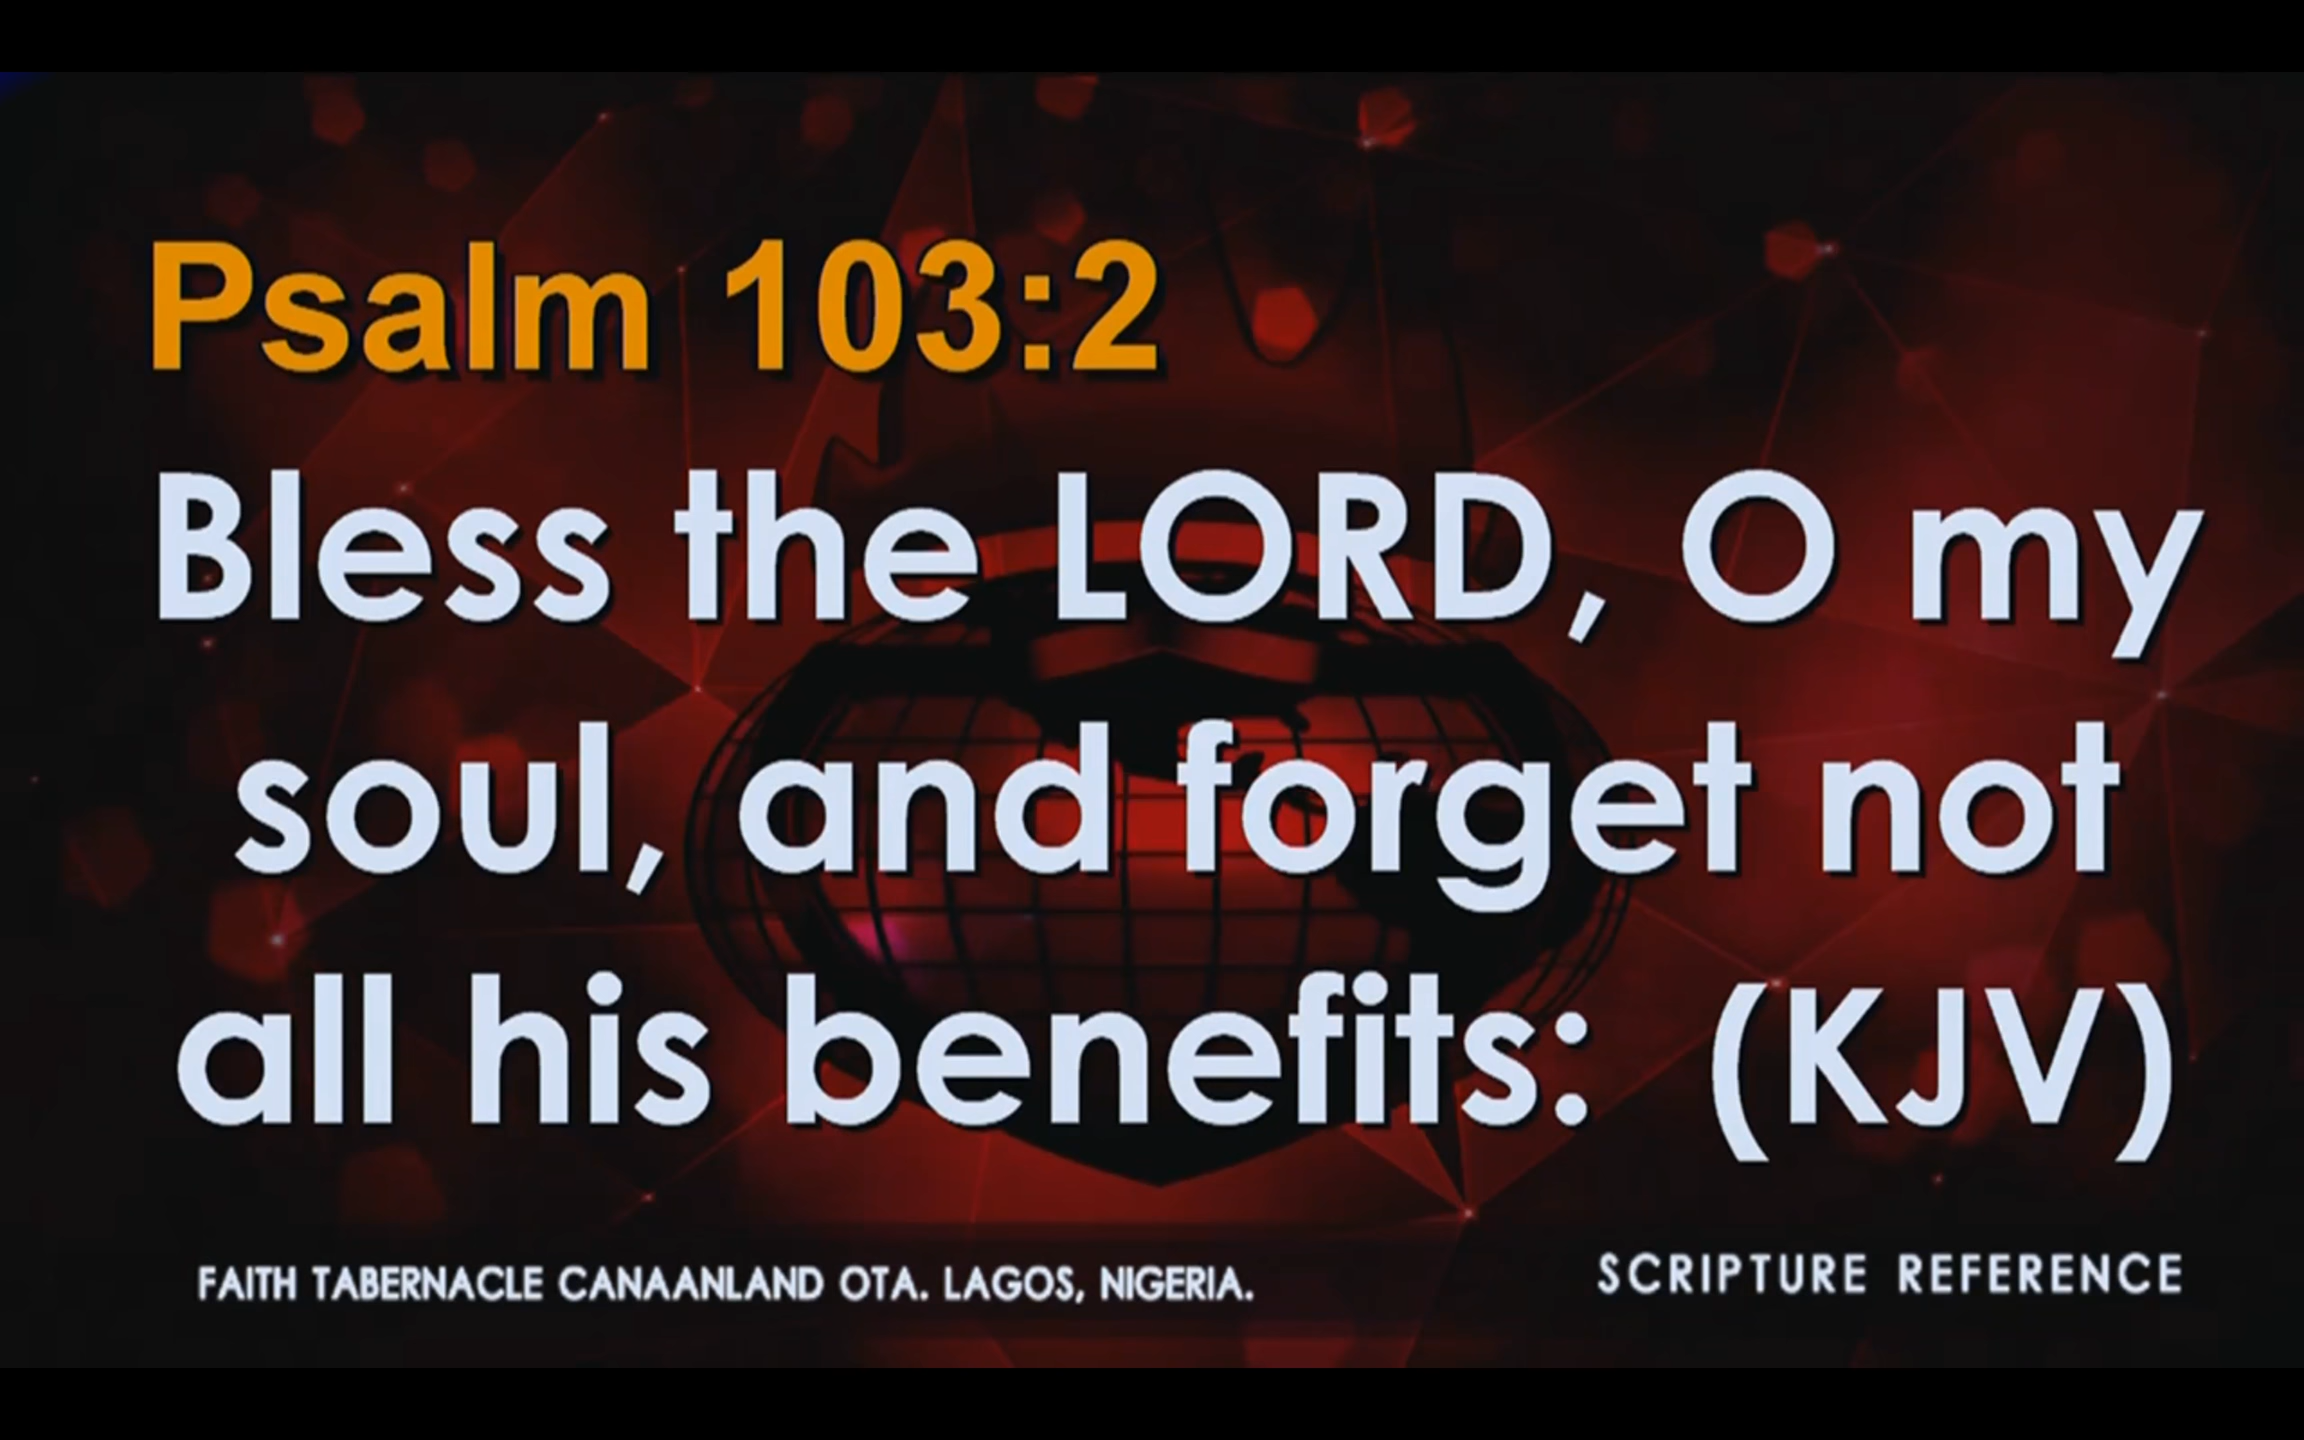 Psalm 103:2
Bless the LORD, O my
soul, and forget not
all his benefits: (KJV)
FAITH TABERNACLE CANAANLAND OTA. LAGOS, NIGERIA.
SCRIPTURE REFERENCE